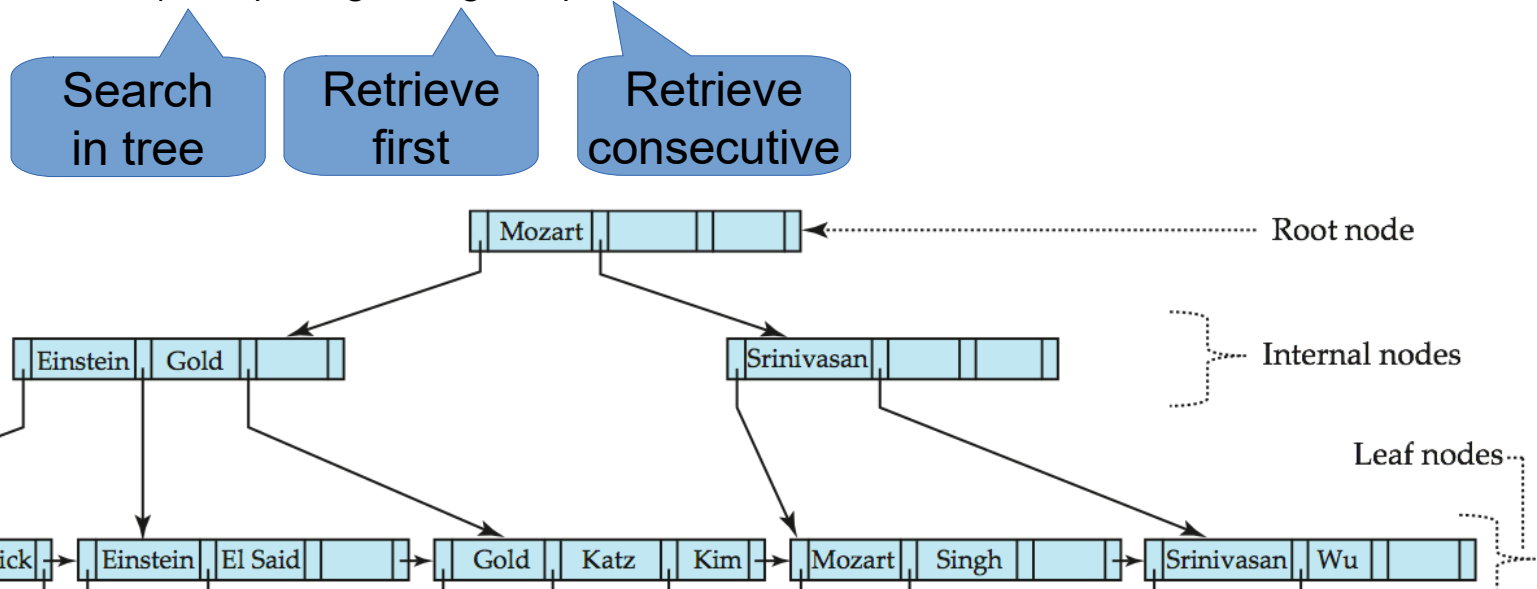 Search
in tree
Retrieve
first
Retrieve
consecutive
Mozart
Root node
Einstein Gold
Srinivasan
Internal nodes
Leaf nodes
ick Einstein El Said Gold Katz Kim Mozart Singh Srinivasan Wu